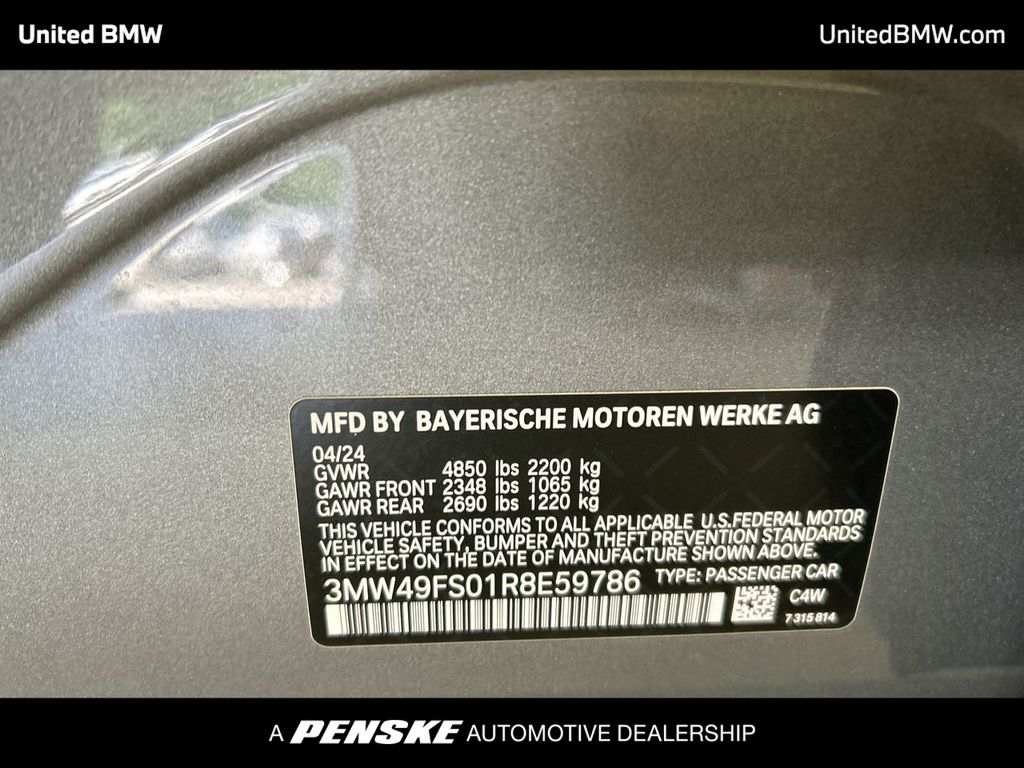 United BMW
UnitedBMW.com
MFD BY BAYERISCHE MOTOREN WERKE AG
04/24
GVWR 4850 lbs 2200 kg
GAWR FRONT 2348 lbs 1065 kg
GAWR REAR 2690 lbs 1220 kg
THIS VEHICLE CONFORMS TO ALL APPLICABLE U.S.FEDERAL MOTOR
VEHICLE SAFETY, BUMPER AND THEFT PREVENTION STANDARDS
IN EFFECT ON THE DATE OF MANUFACTURE SHOWN ABOVE.
3MW49FS01R8E59786 TYPE: PASSENGER CAR
C4W
7 315 814
A PENSKE AUTOMOTIVE DEALERSHIP